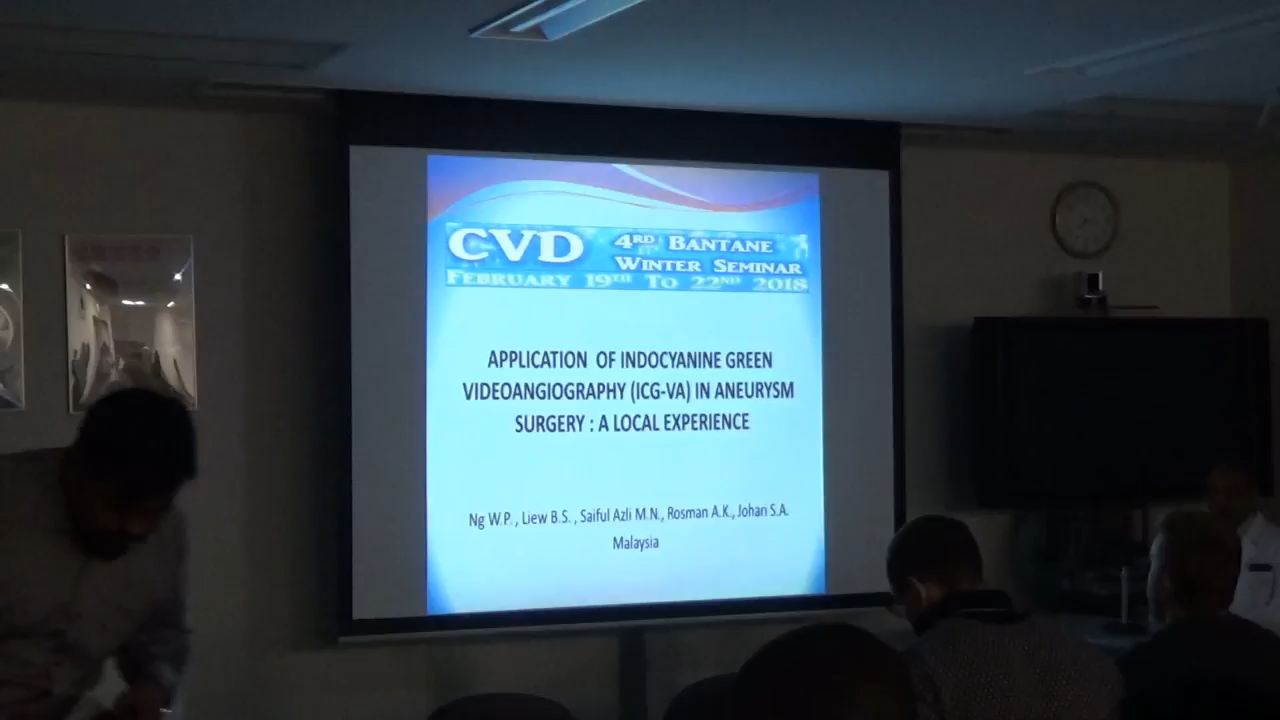 CVD
4RD BANTANE
WINTER SEMINAR
FEBRUARY 19TH TO 22ND 2018
APPLICATION OF INDOCYANINE GREEN
VIDEOANGIOGRAPHY (ICG-VA) IN ANEURYSM
SURGERY : A LOCAL EXPERIENCE
Ng W.P., Liew B.S. , Saiful Azli M.N., Rosman A.K., Johan S.A.
Malaysia